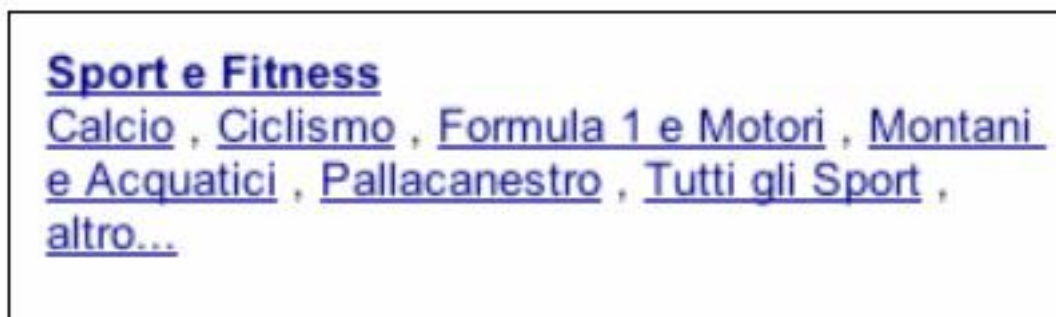 Sport e Fitness
Calcio , Ciclismo , Formula 1 e Motori , Montani
e Acquatici , Pallacanestro , Tutti gli Sport ,
altro...